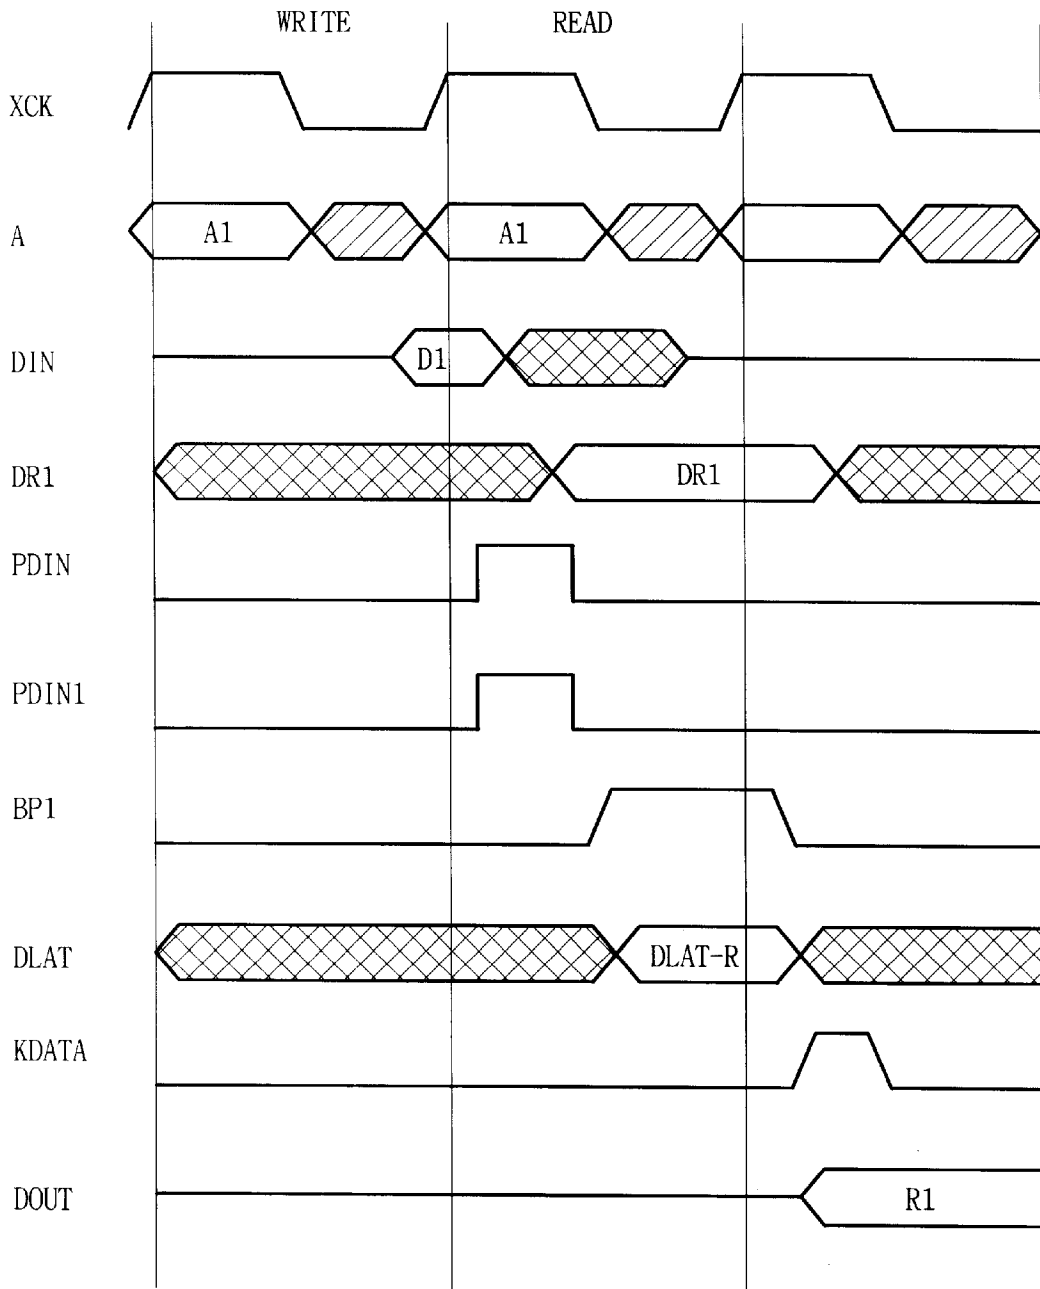 WRITE READ
XCK
A A1 A1
DIN D1
DR1 DR1
PDIN
PDIN1
BP1
DLAT DLAT-R
KDATA
DOUT R1